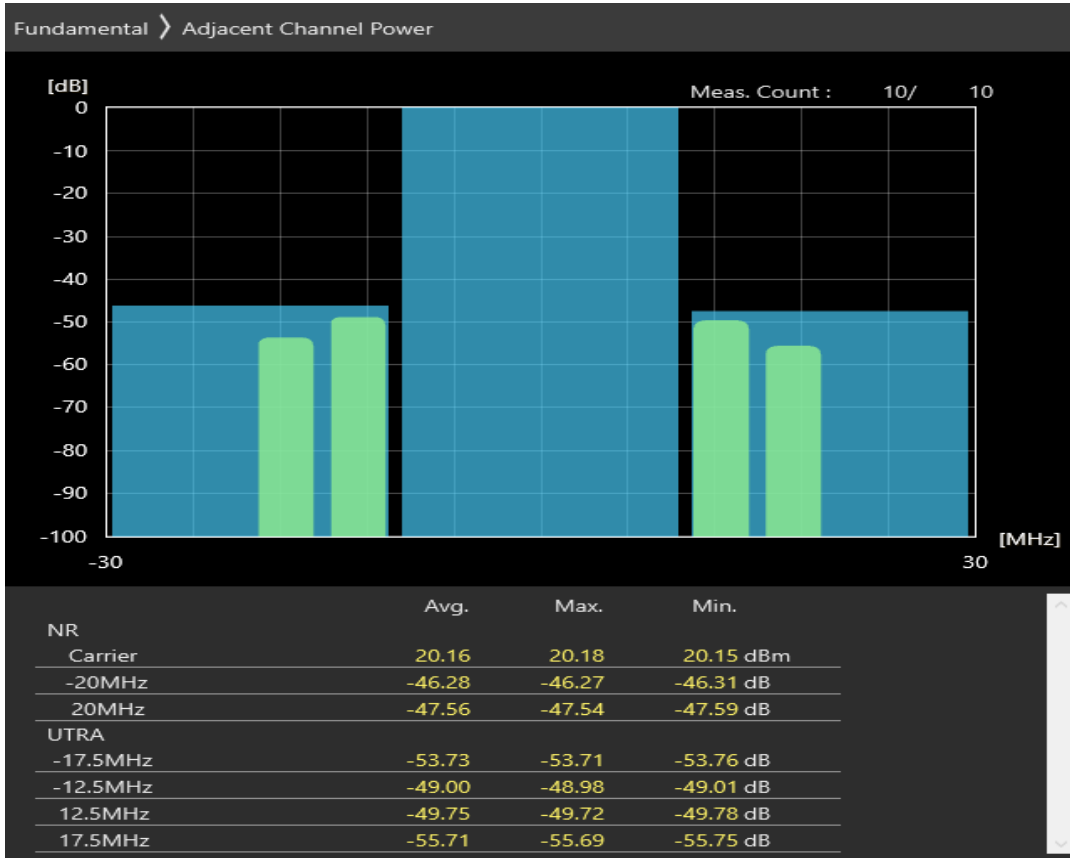 Fundamental ❭ Adjacent Channel Power
[dB]
Meas. Count : 10/ 10
0
-10
-20
-30
-40
-50
-60
-70
-80
-90
-100
[MHz]
-30 30
Avg. Max. Min.
NR
Carrier 20.16 20.18 20.15 dBm
-20MHz -46.28 -46.27 -46.31 dB
20MHz -47.56 -47.54 -47.59 dB
UTRA
-17.5MHz -53.73 -53.71 -53.76 dB
-12.5MHz -49.00 -48.98 -49.01 dB
12.5MHz -49.75 -49.72 -49.78 dB
17.5MHz -55.71 -55.69 -55.75 dB